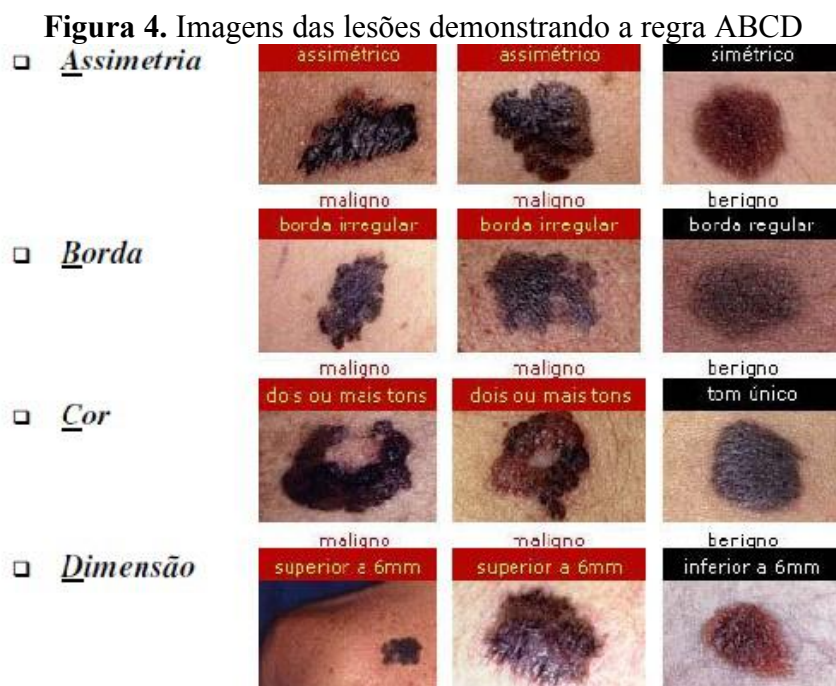 Figura 4. Imagens das lesões demonstrando a regra ABCD
Assimetria
assimétrico assimétrico simétrico
maligno maligno berigno
Borda
borda irregular borda irregular borda regular
maligno maligno berigno
Cor
dois ou mais tons dois ou mais tons tom único
maligno maligno berigno
Dimensão
superior a 6mm superior a 6mm inferior a 6mm